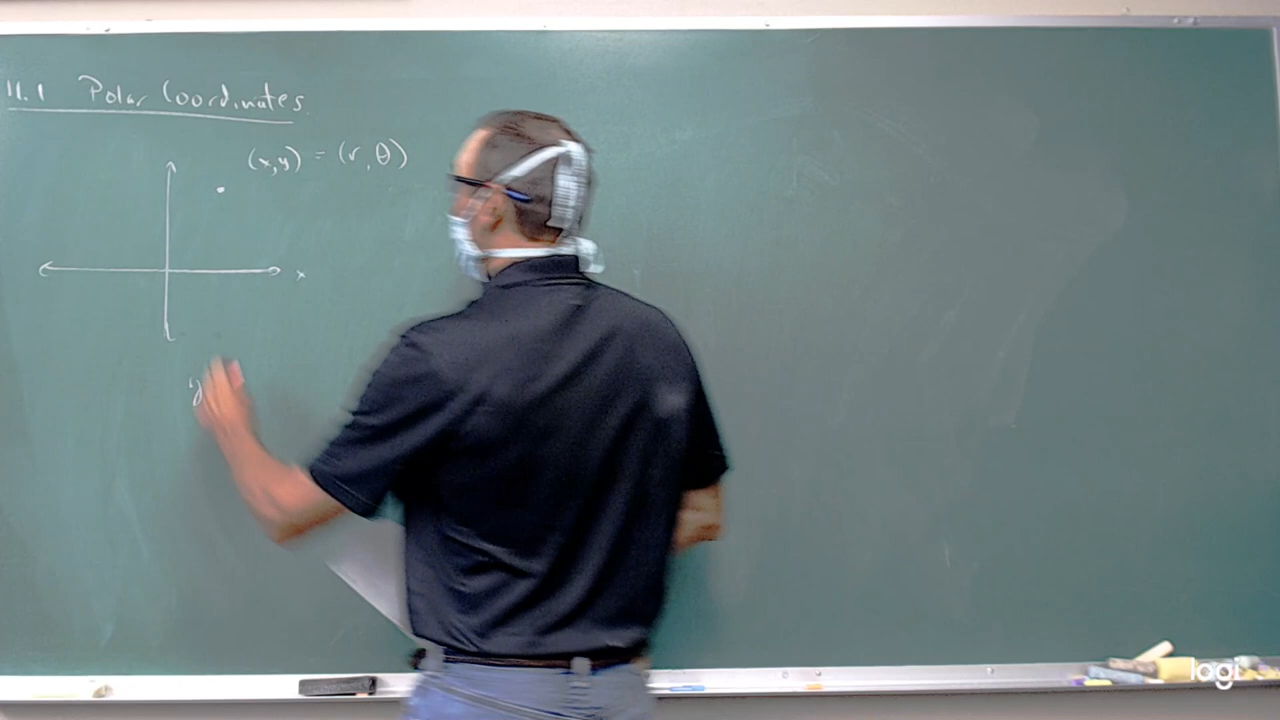 11.1 Polar Coordinates
(x,y) = (r,θ)
x
y
logi